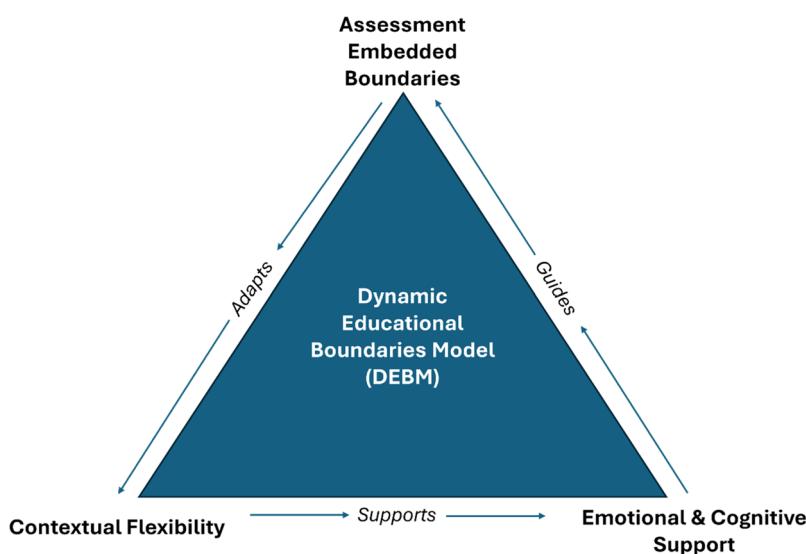 Assessment
Embedded
Boundaries
Adapts
Guides
Dynamic
Educational
Boundaries Model
(DEBM)
Contextual Flexibility
Supports
Emotional & Cognitive
Support